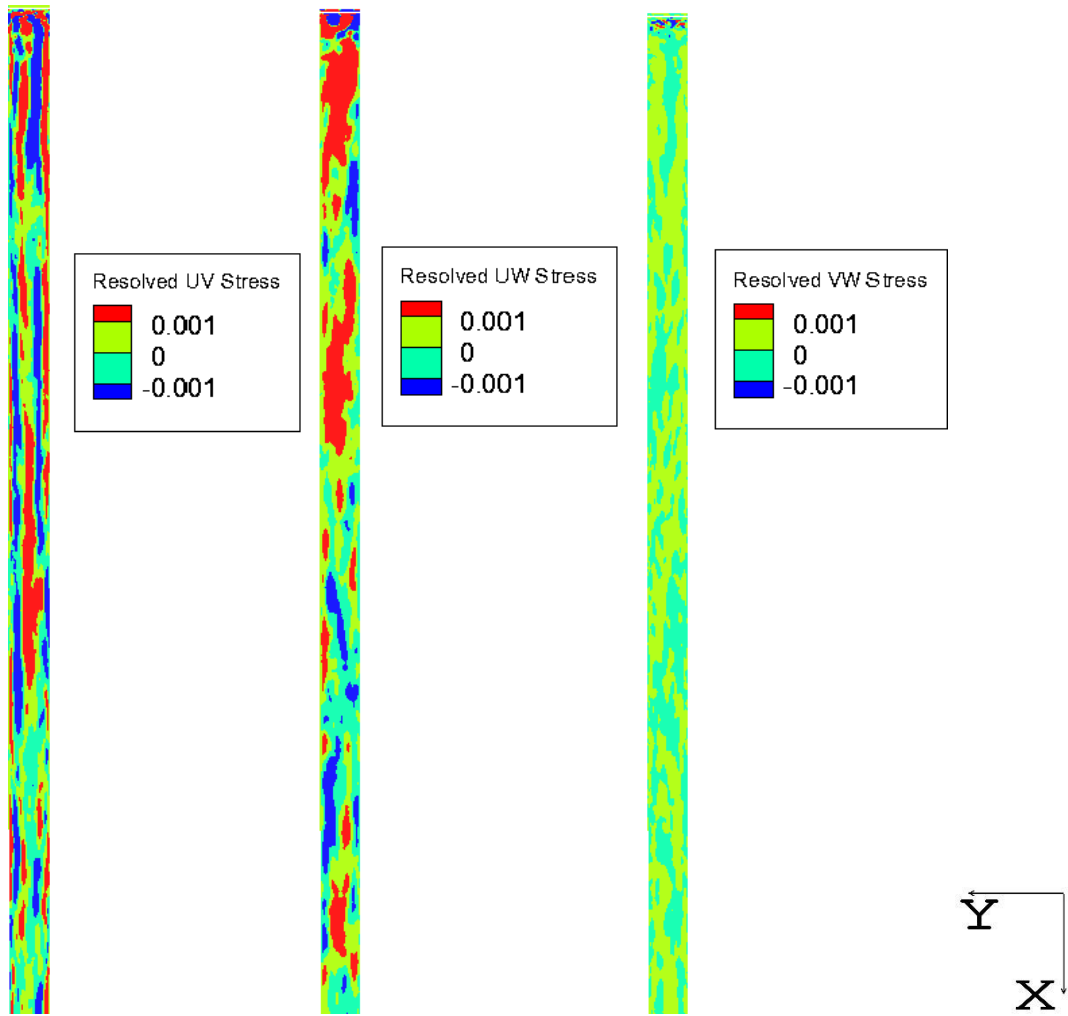 Resolved UV Stress
0.001
0
-0.001
Resolved UW Stress
0.001
0
-0.001
Resolved VW Stress
0.001
0
-0.001
Y
X